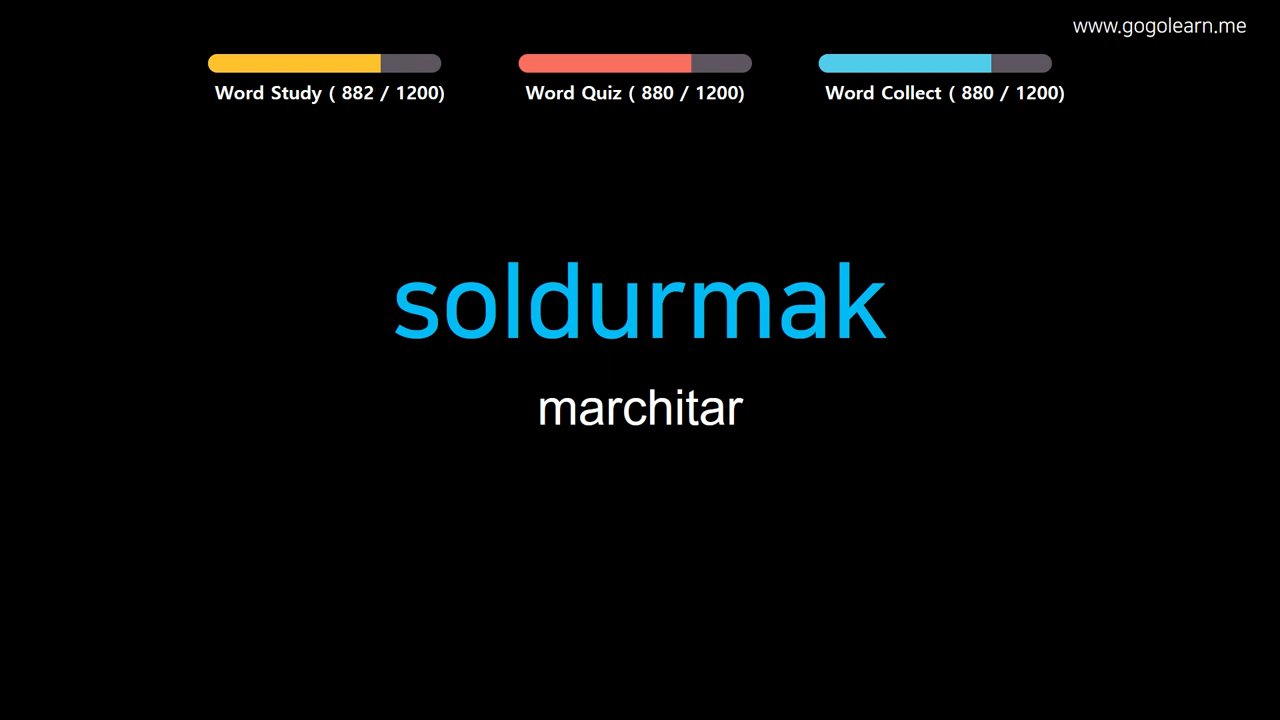 www.gogolearn.me
Word Study ( 882 / 1200)
Word Quiz ( 880 / 1200)
Word Collect ( 880 / 1200)
soldurmak
marchitar